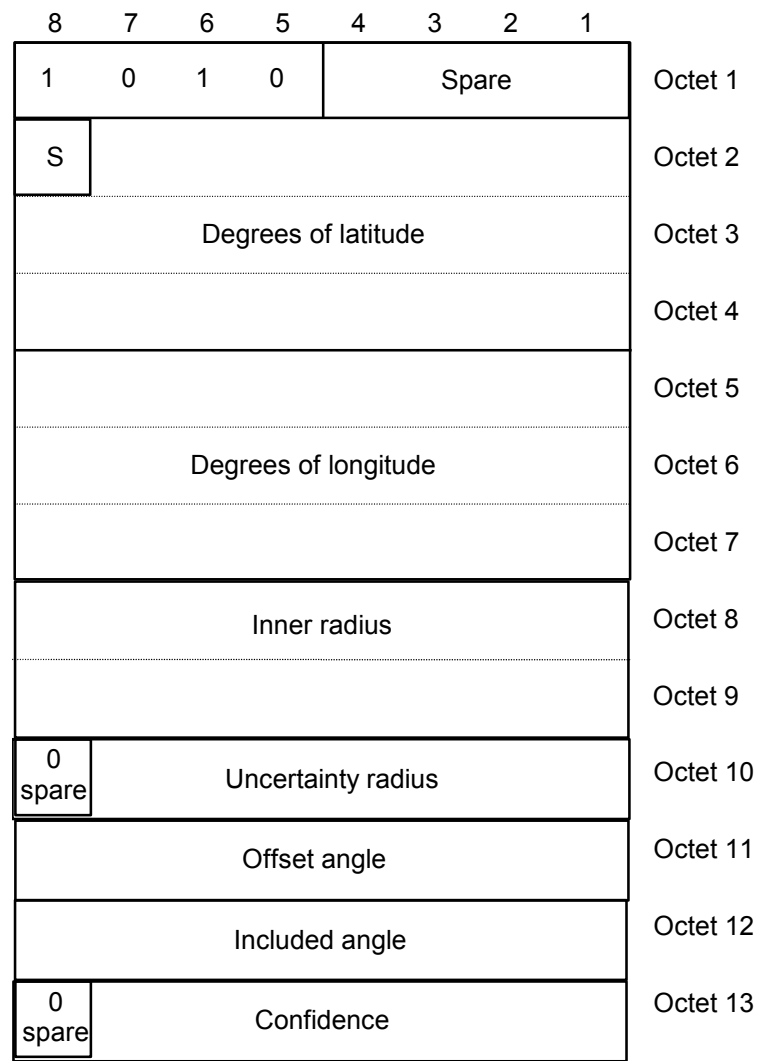 8 7 6 5 4 3 2 1
1 0 1 0 Spare Octet 1
S Octet 2
Degrees of latitude Octet 3
Octet 4
Octet 5
Degrees of longitude Octet 6
Octet 7
Inner radius Octet 8
Octet 9
0
spare
Uncertainty radius Octet 10
Offset angle Octet 11
Included angle Octet 12
0
spare
Confidence Octet 13